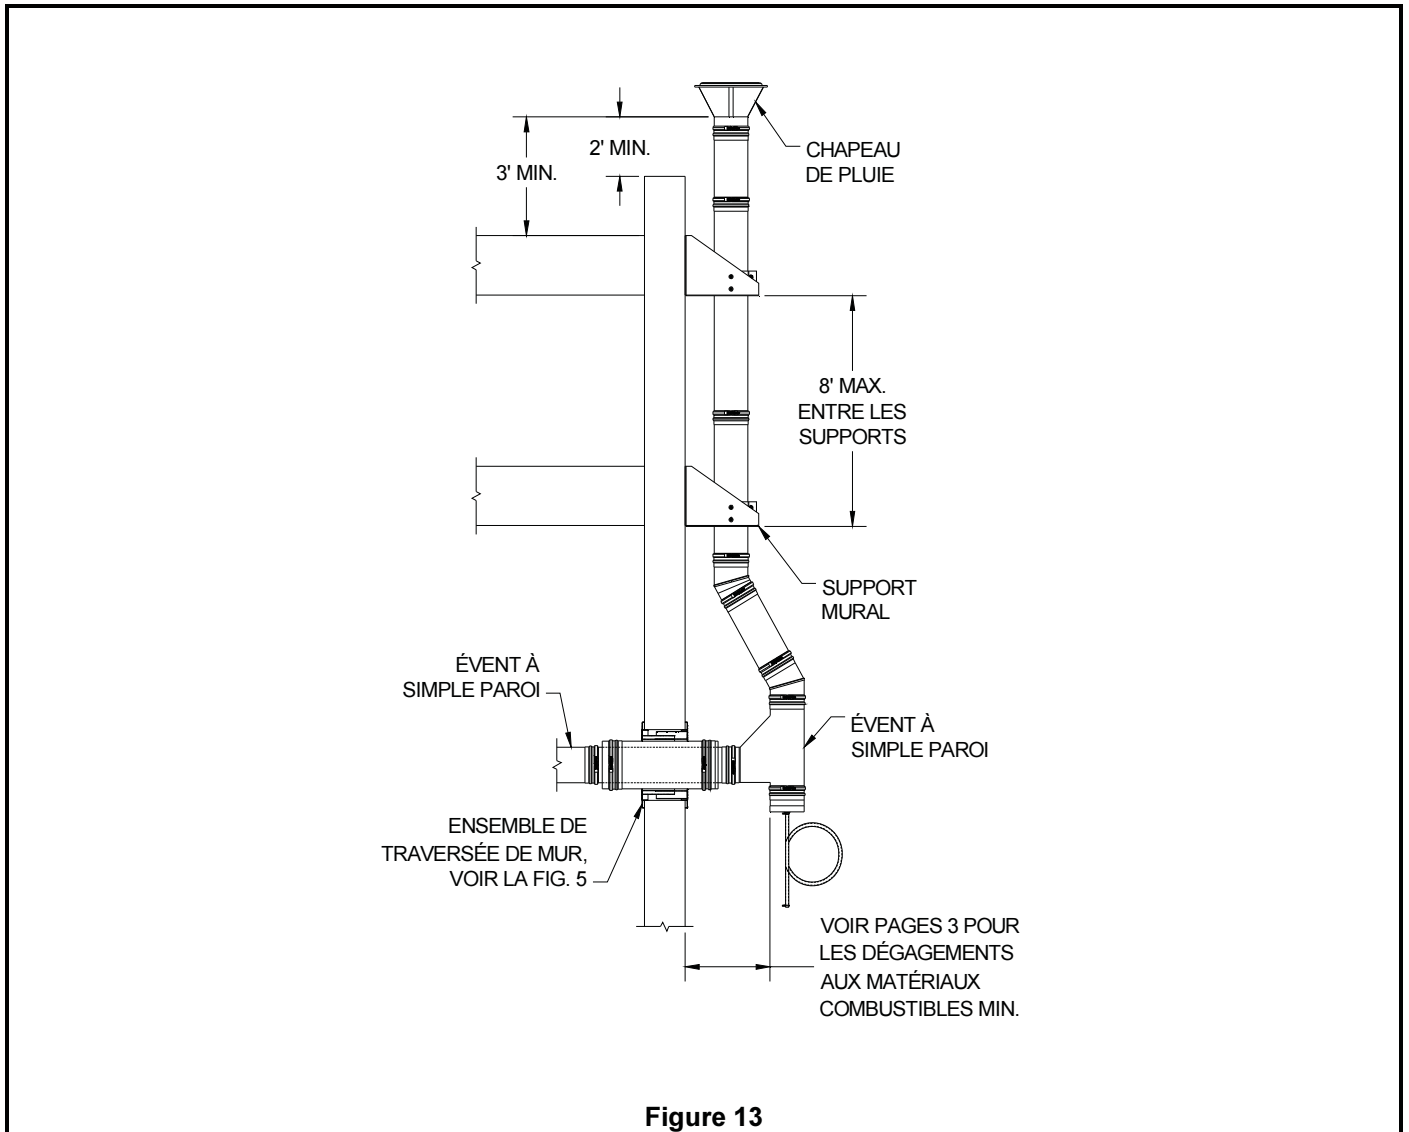 2' MIN.
3' MIN.
CHAPEAU
DE PLUIE
8' MAX.
ENTRE LES
SUPPORTS
SUPPORT
MURAL
ÉVENT À
SIMPLE PAROI
ÉVENT À
SIMPLE PAROI
ENSEMBLE DE
TRAVERSÉE DE MUR,
VOIR LA FIG. 5
VOIR PAGES 3 POUR
LES DÉGAGEMENTS
AUX MATÉRIAUX
COMBUSTIBLES MIN.
Figure 13